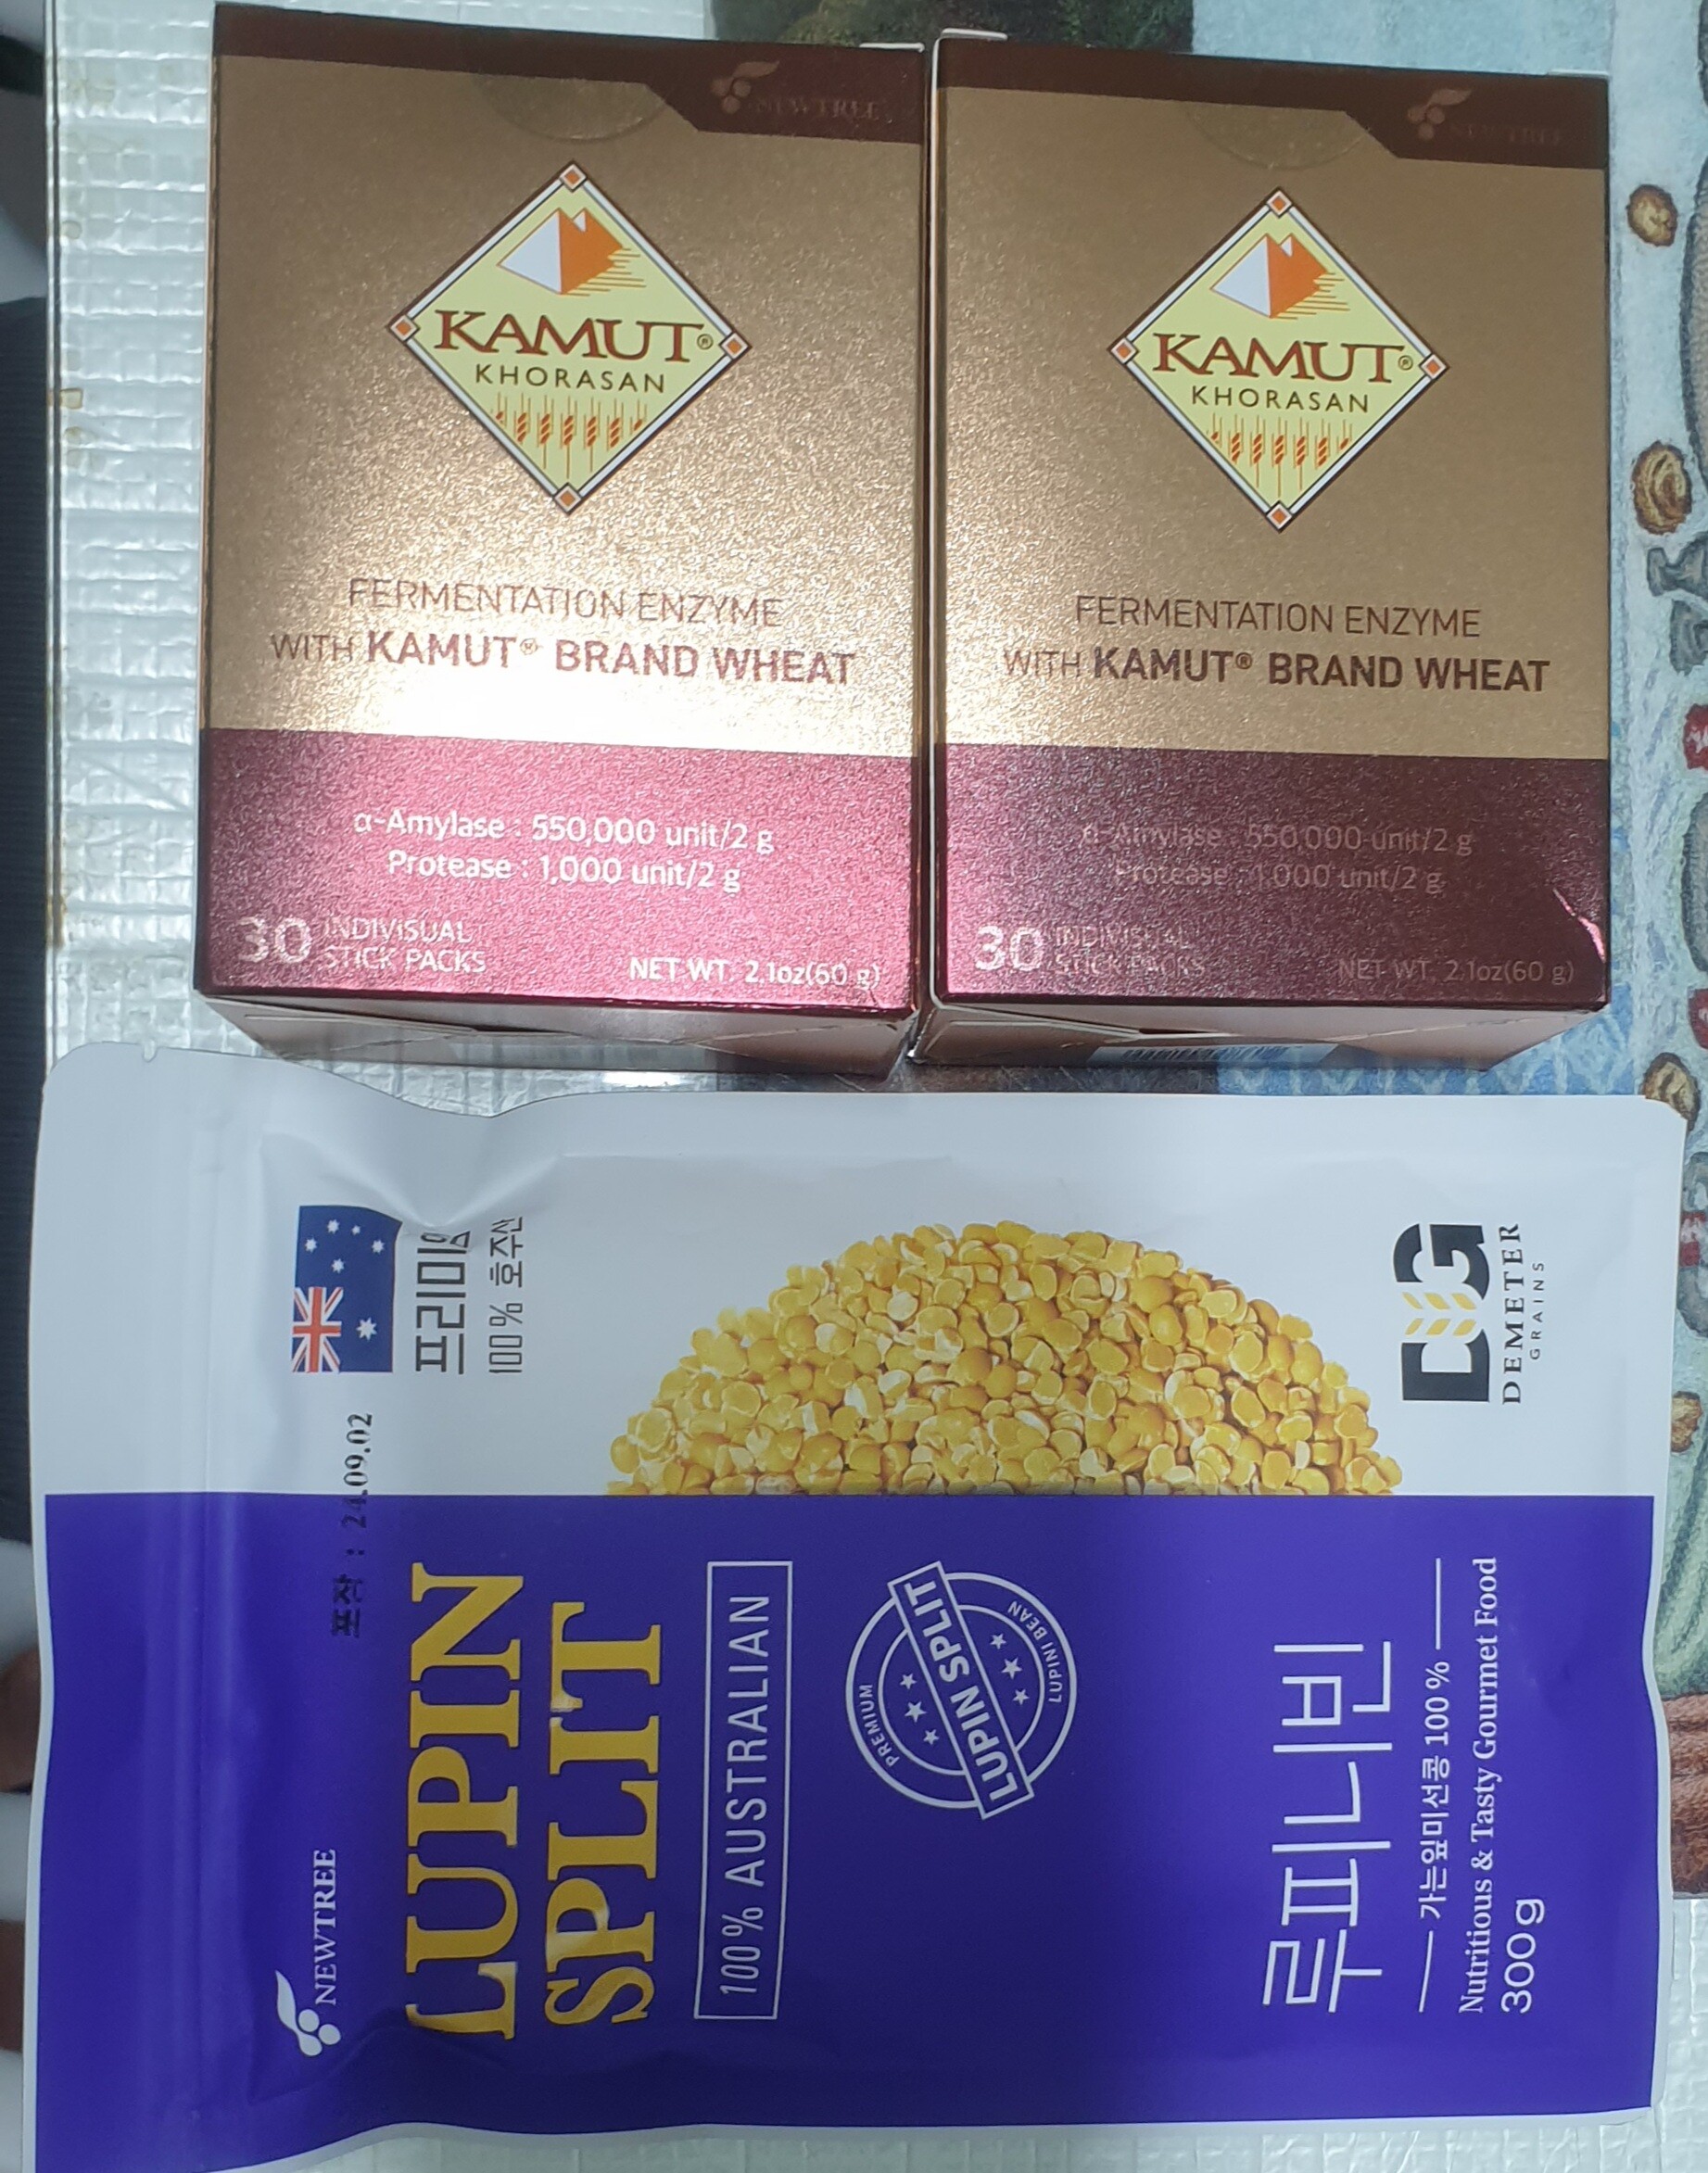 NEWTREE
KAMUT®
KHORASAN
FERMENTATION ENZYME
WITH KAMUT® BRAND WHEAT
α-Amylase : 550,000 unit/2 g
Protease : 1,000 unit/2 g
30 INDIVISUAL
STICK PACKS
NET WT. 2.1oz(60 g)
NEWTREE
KAMUT®
KHORASAN
FERMENTATION ENZYME
WITH KAMUT® BRAND WHEAT
α-Amylase : 550,000 unit/2 g
Protease : 1,000 unit/2 g
30 INDIVISUAL
STICK PACKS
NET WT. 2.1oz(60 g)
NEWTREE
포장 : 24.09.02
프리미엄
100% 호주산
LUPIN
SPLIT
100% AUSTRALIAN
PREMIUM
LUPIN SPLIT
LUPINI BEAN
DG
DEMETER
GRAINS
루피니빈
가는잎미선콩 100%
Nutritious & Tasty Gourmet Food
300g